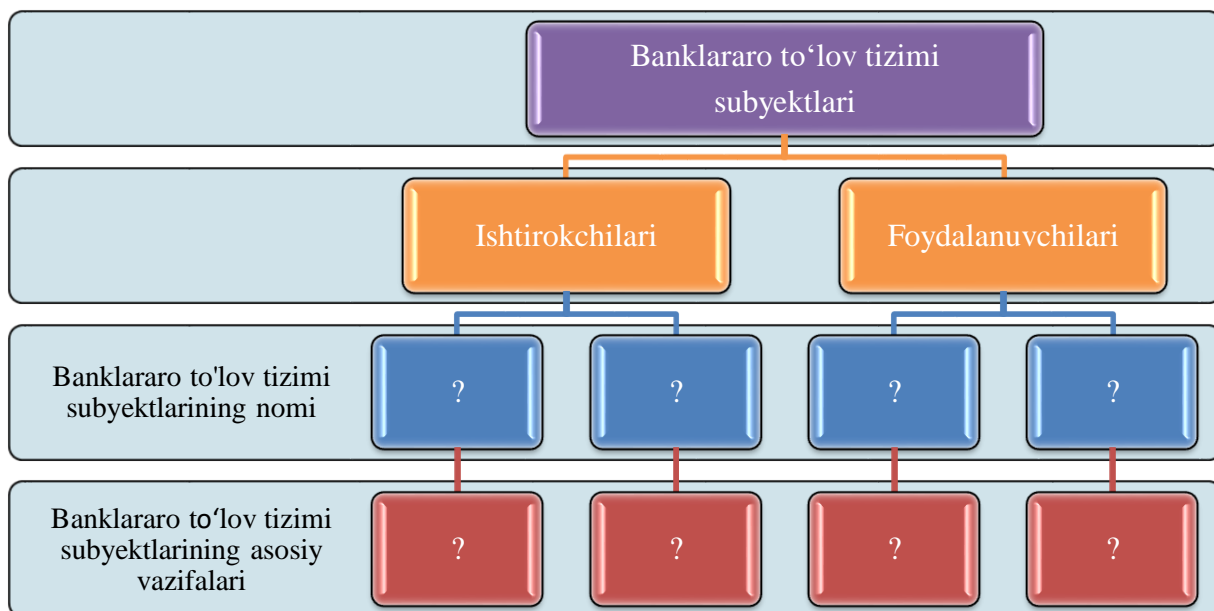 Banklararo to‘lov tizimi
subyektlari
Ishtirokchilari
Foydalanuvchilari
Banklararo to'lov tizimi
subyektlarining nomi
?
?
?
?
Banklararo to‘lov tizimi
subyektlarining asosiy
vazifalari
?
?
?
?